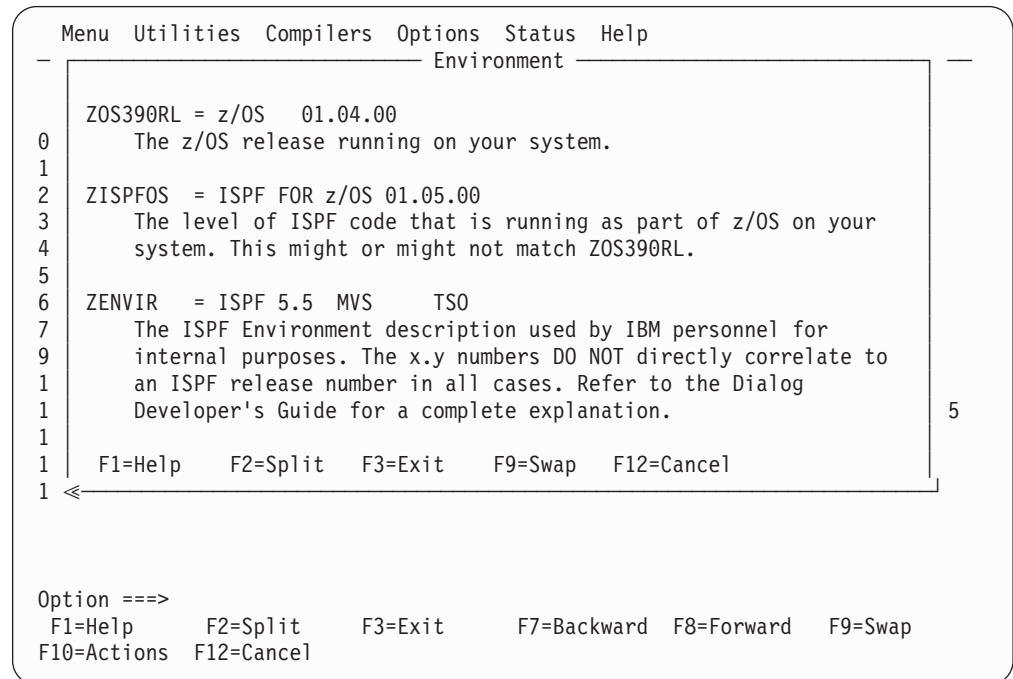 Menu Utilities Compilers Options Status Help
Environment
ZOS390RL = z/OS 01.04.00
0 The z/OS release running on your system.
1
2 ZISPFOS = ISPF FOR z/OS 01.05.00
3 The level of ISPF code that is running as part of z/OS on your
4 system. This might or might not match ZOS390RL.
5
6 ZENVIR = ISPF 5.5 MVS TSO
7 The ISPF Environment description used by IBM personnel for
9 internal purposes. The x.y numbers DO NOT directly correlate to
1 an ISPF release number in all cases. Refer to the Dialog
1 Developer's Guide for a complete explanation. 5
1
1 F1=Help F2=Split F3=Exit F9=Swap F12=Cancel
1
Option ===>
F1=Help F2=Split F3=Exit F7=Backward F8=Forward F9=Swap
F10=Actions F12=Cancel